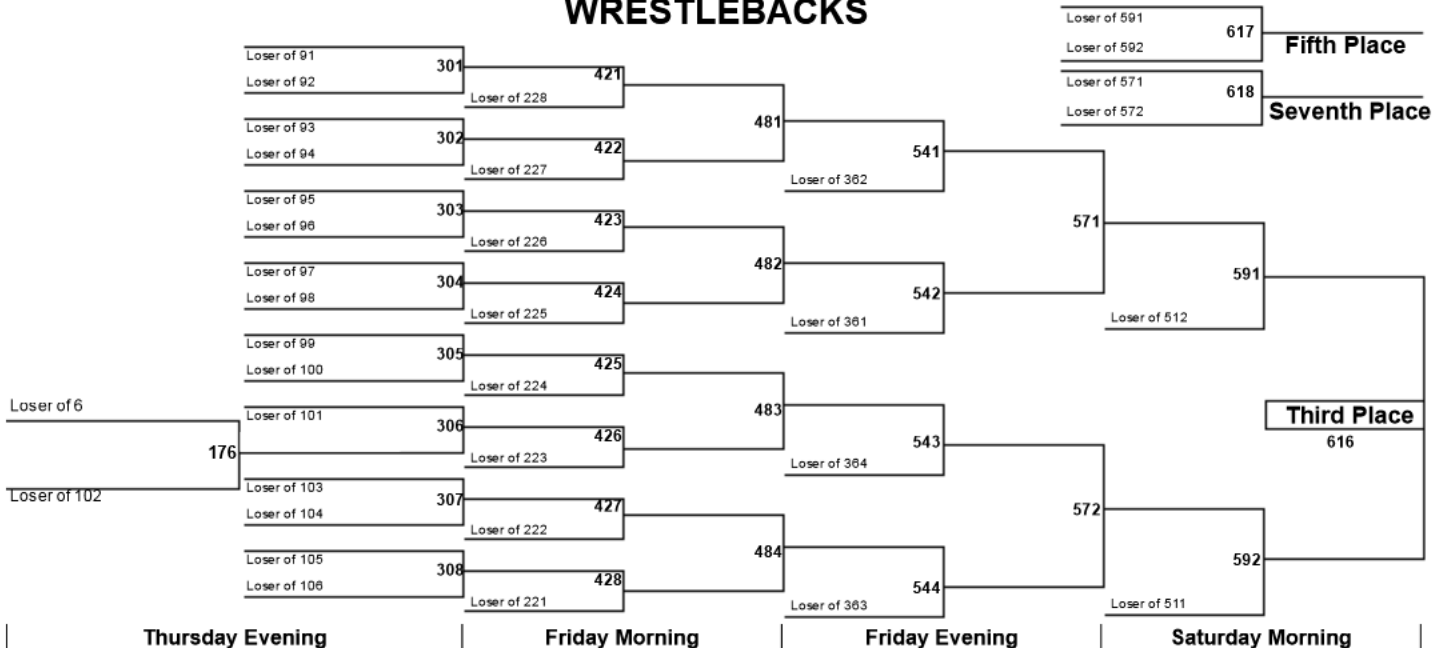 WRESTLEBACKS
Loser of 591
617
Loser of 592
Fifth Place
Loser of 571
618
Loser of 572
Seventh Place
Loser of 91
301
Loser of 92
Loser of 93
302
Loser of 94
Loser of 95
303
Loser of 96
Loser of 97
304
Loser of 98
Loser of 99
305
Loser of 100
Loser of 6
176
Loser of 102
Loser of 101
306
Loser of 103
307
Loser of 104
Loser of 105
308
Loser of 106
421
Loser of 228
422
Loser of 227
423
Loser of 226
424
Loser of 225
425
Loser of 224
426
Loser of 223
427
Loser of 222
428
Loser of 221
481
482
483
484
541
Loser of 362
542
Loser of 361
543
Loser of 364
544
Loser of 363
571
572
591
Loser of 512
592
Loser of 511
Third Place
616
Thursday Evening
Friday Morning
Friday Evening
Saturday Morning